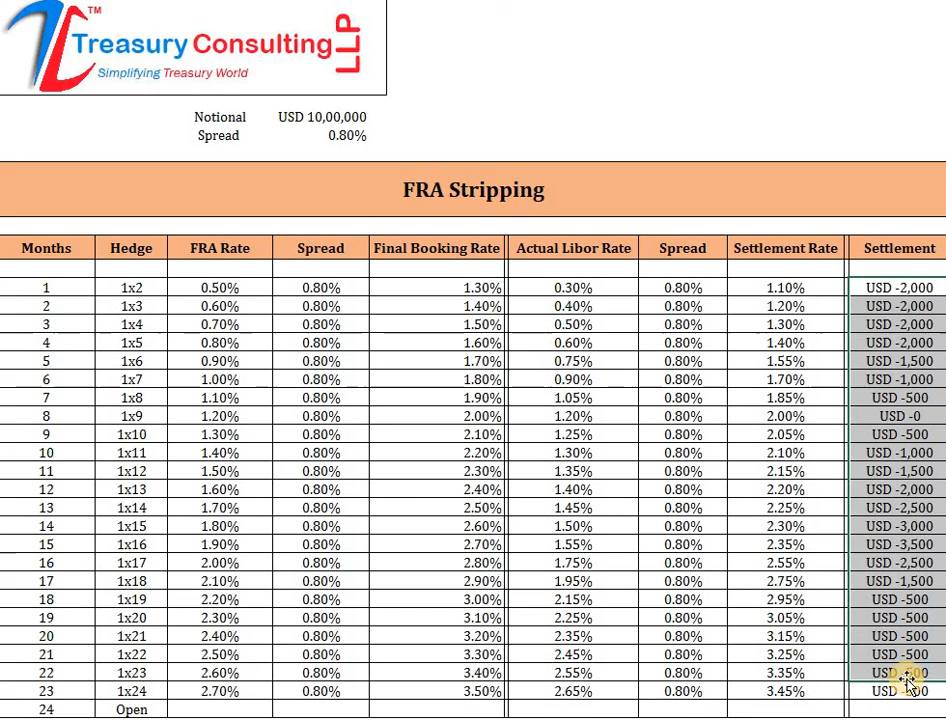 TM
Treasury Consulting LLP
Simplifying Treasury World
Notional USD 10,00,000
Spread 0.80%
FRA Stripping
Months Hedge FRA Rate Spread Final Booking Rate Actual Libor Rate Spread Settlement Rate Settlement
1 1x2 0.50% 0.80% 1.30% 0.30% 0.80% 1.10% USD -2,000
2 1x3 0.60% 0.80% 1.40% 0.40% 0.80% 1.20% USD -2,000
3 1x4 0.70% 0.80% 1.50% 0.50% 0.80% 1.30% USD -2,000
4 1x5 0.80% 0.80% 1.60% 0.60% 0.80% 1.40% USD -2,000
5 1x6 0.90% 0.80% 1.70% 0.75% 0.80% 1.55% USD -1,500
6 1x7 1.00% 0.80% 1.80% 0.90% 0.80% 1.70% USD -1,000
7 1x8 1.10% 0.80% 1.90% 1.05% 0.80% 1.85% USD -500
8 1x9 1.20% 0.80% 2.00% 1.20% 0.80% 2.00% USD -0
9 1x10 1.30% 0.80% 2.10% 1.25% 0.80% 2.05% USD -500
10 1x11 1.40% 0.80% 2.20% 1.30% 0.80% 2.10% USD -1,000
11 1x12 1.50% 0.80% 2.30% 1.35% 0.80% 2.15% USD -1,500
12 1x13 1.60% 0.80% 2.40% 1.40% 0.80% 2.20% USD -2,000
13 1x14 1.70% 0.80% 2.50% 1.45% 0.80% 2.25% USD -2,500
14 1x15 1.80% 0.80% 2.60% 1.50% 0.80% 2.30% USD -3,000
15 1x16 1.90% 0.80% 2.70% 1.55% 0.80% 2.35% USD -3,500
16 1x17 2.00% 0.80% 2.80% 1.75% 0.80% 2.55% USD -2,500
17 1x18 2.10% 0.80% 2.90% 1.95% 0.80% 2.75% USD -1,500
18 1x19 2.20% 0.80% 3.00% 2.15% 0.80% 2.95% USD -500
19 1x20 2.30% 0.80% 3.10% 2.25% 0.80% 3.05% USD -500
20 1x21 2.40% 0.80% 3.20% 2.35% 0.80% 3.15% USD -500
21 1x22 2.50% 0.80% 3.30% 2.45% 0.80% 3.25% USD -500
22 1x23 2.60% 0.80% 3.40% 2.55% 0.80% 3.35% USD
23 1x24 2.70% 0.80% 3.50% 2.65% 0.80% 3.45% USD
24 Open